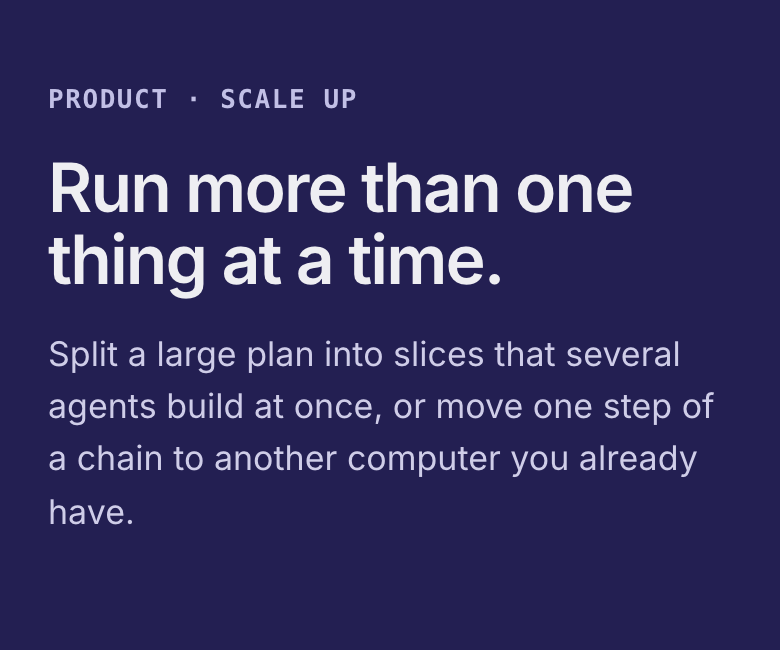 PRODUCT · SCALE UP
Run more than one
thing at a time.
Split a large plan into slices that several
agents build at once, or move one step of
a chain to another computer you already
have.